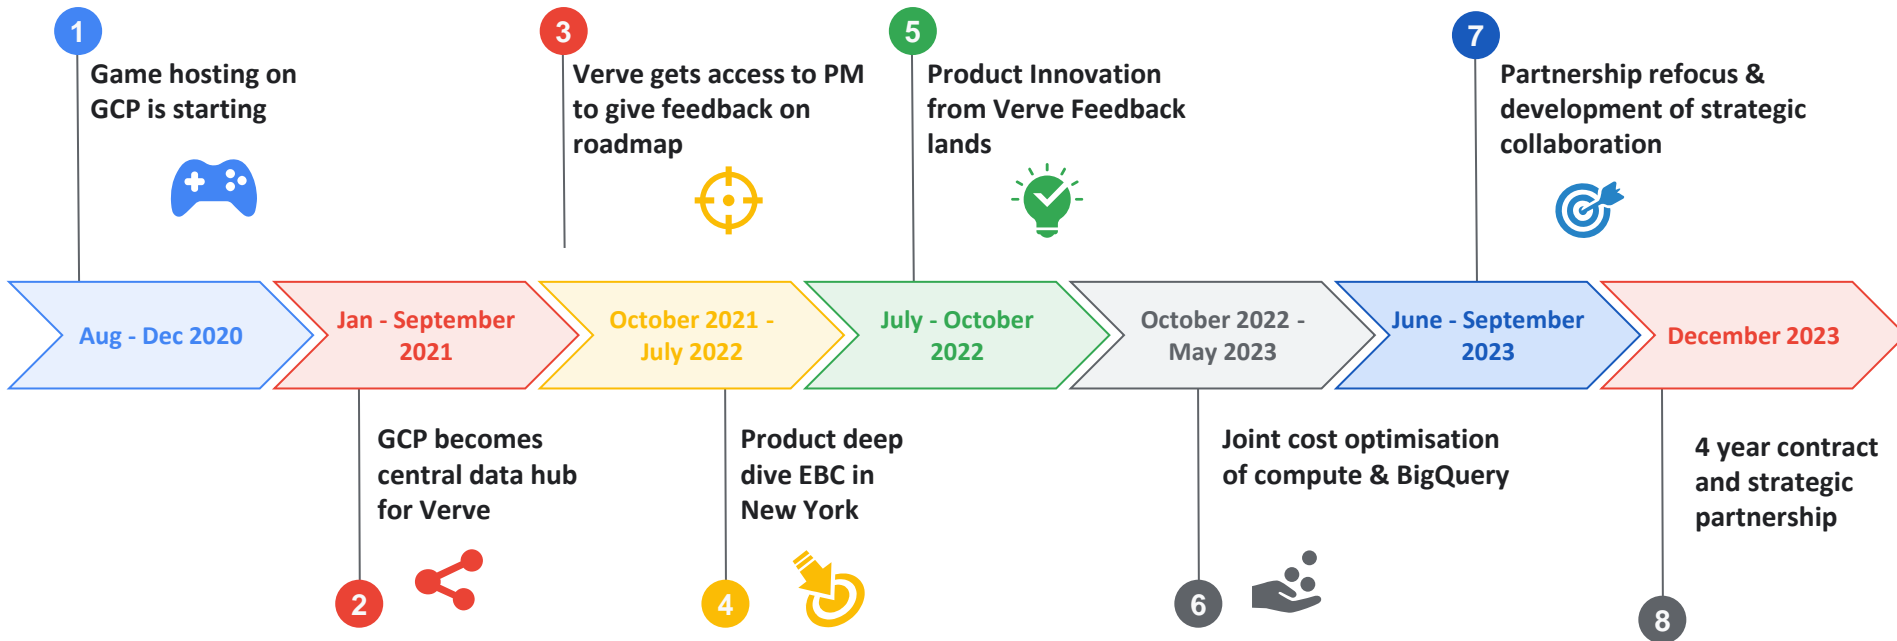 1
Game hosting on
GCP is starting
3
Verve gets access to PM
to give feedback on
roadmap
5
Product Innovation
from Verve Feedback
lands
7
Partnership refocus &
development of strategic
collaboration
Aug - Dec 2020
Jan - September
2021
October 2021 -
July 2022
July - October
2022
October 2022 -
May 2023
June - September
2023
December 2023
GCP becomes
central data hub
for Verve
2
Product deep
dive EBC in
New York
4
Joint cost optimisation
of compute & BigQuery
6
4 year contract
and strategic
partnership
8